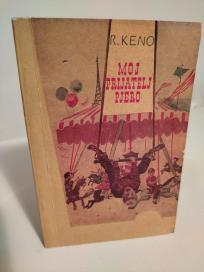 R. KENO
MOJ
PRIJATELJ
PJERO